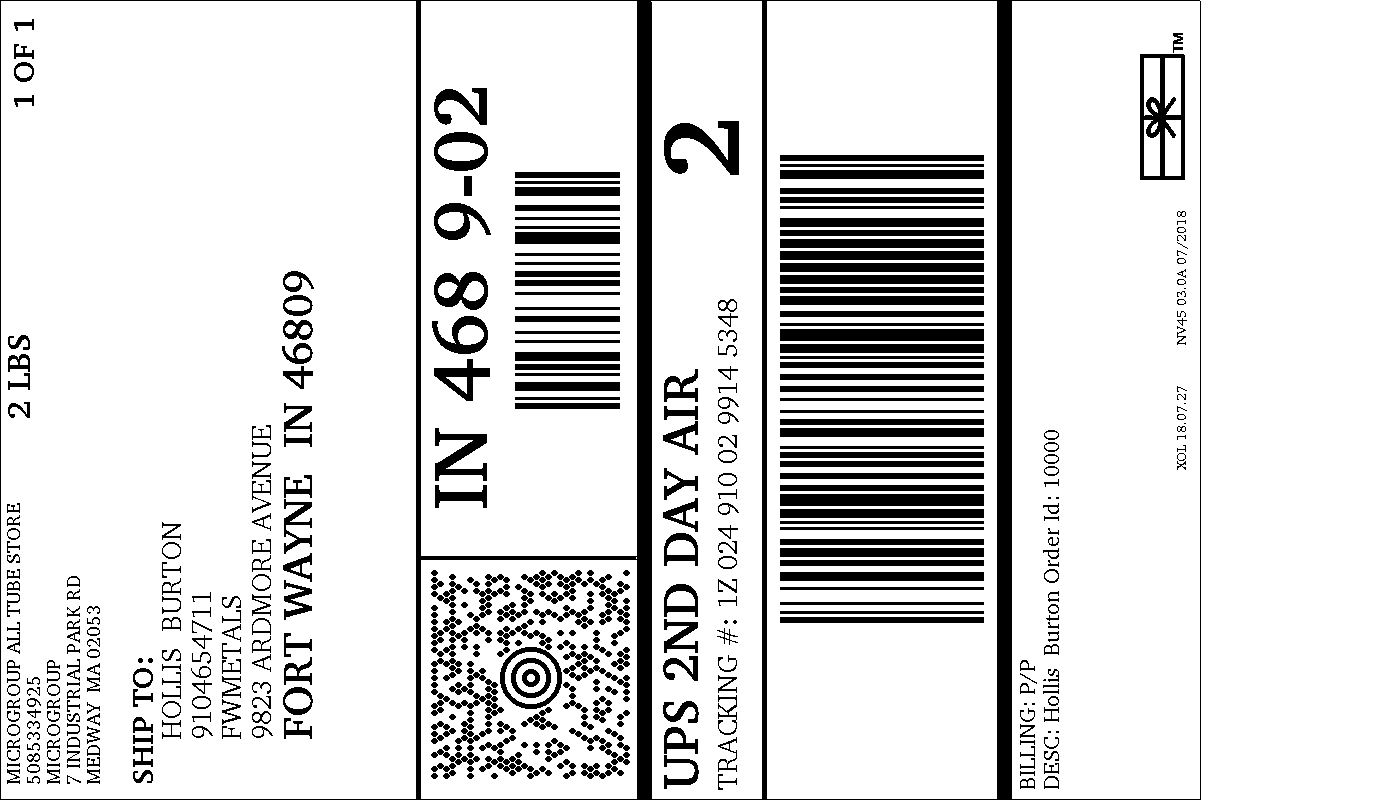 MICROGROUP ALL TUBE STORE
5085334925
MICROGROUP
7 INDUSTRIAL PARK RD
MEDWAY MA 02053
2 LBS
1 OF 1
SHIP TO:
HOLLIS BURTON
9104654711
FWMETALS
9823 ARDMORE AVENUE
FORT WAYNE IN 46809
IN 468 9-02
UPS 2ND DAY AIR
2
TRACKING #: 1Z 024 910 02 9914 5348
BILLING: P/P
DESC: Hollis Burton Order Id: 10000
XOL 18.07.27 NV45 03.0A 07/2018
TM